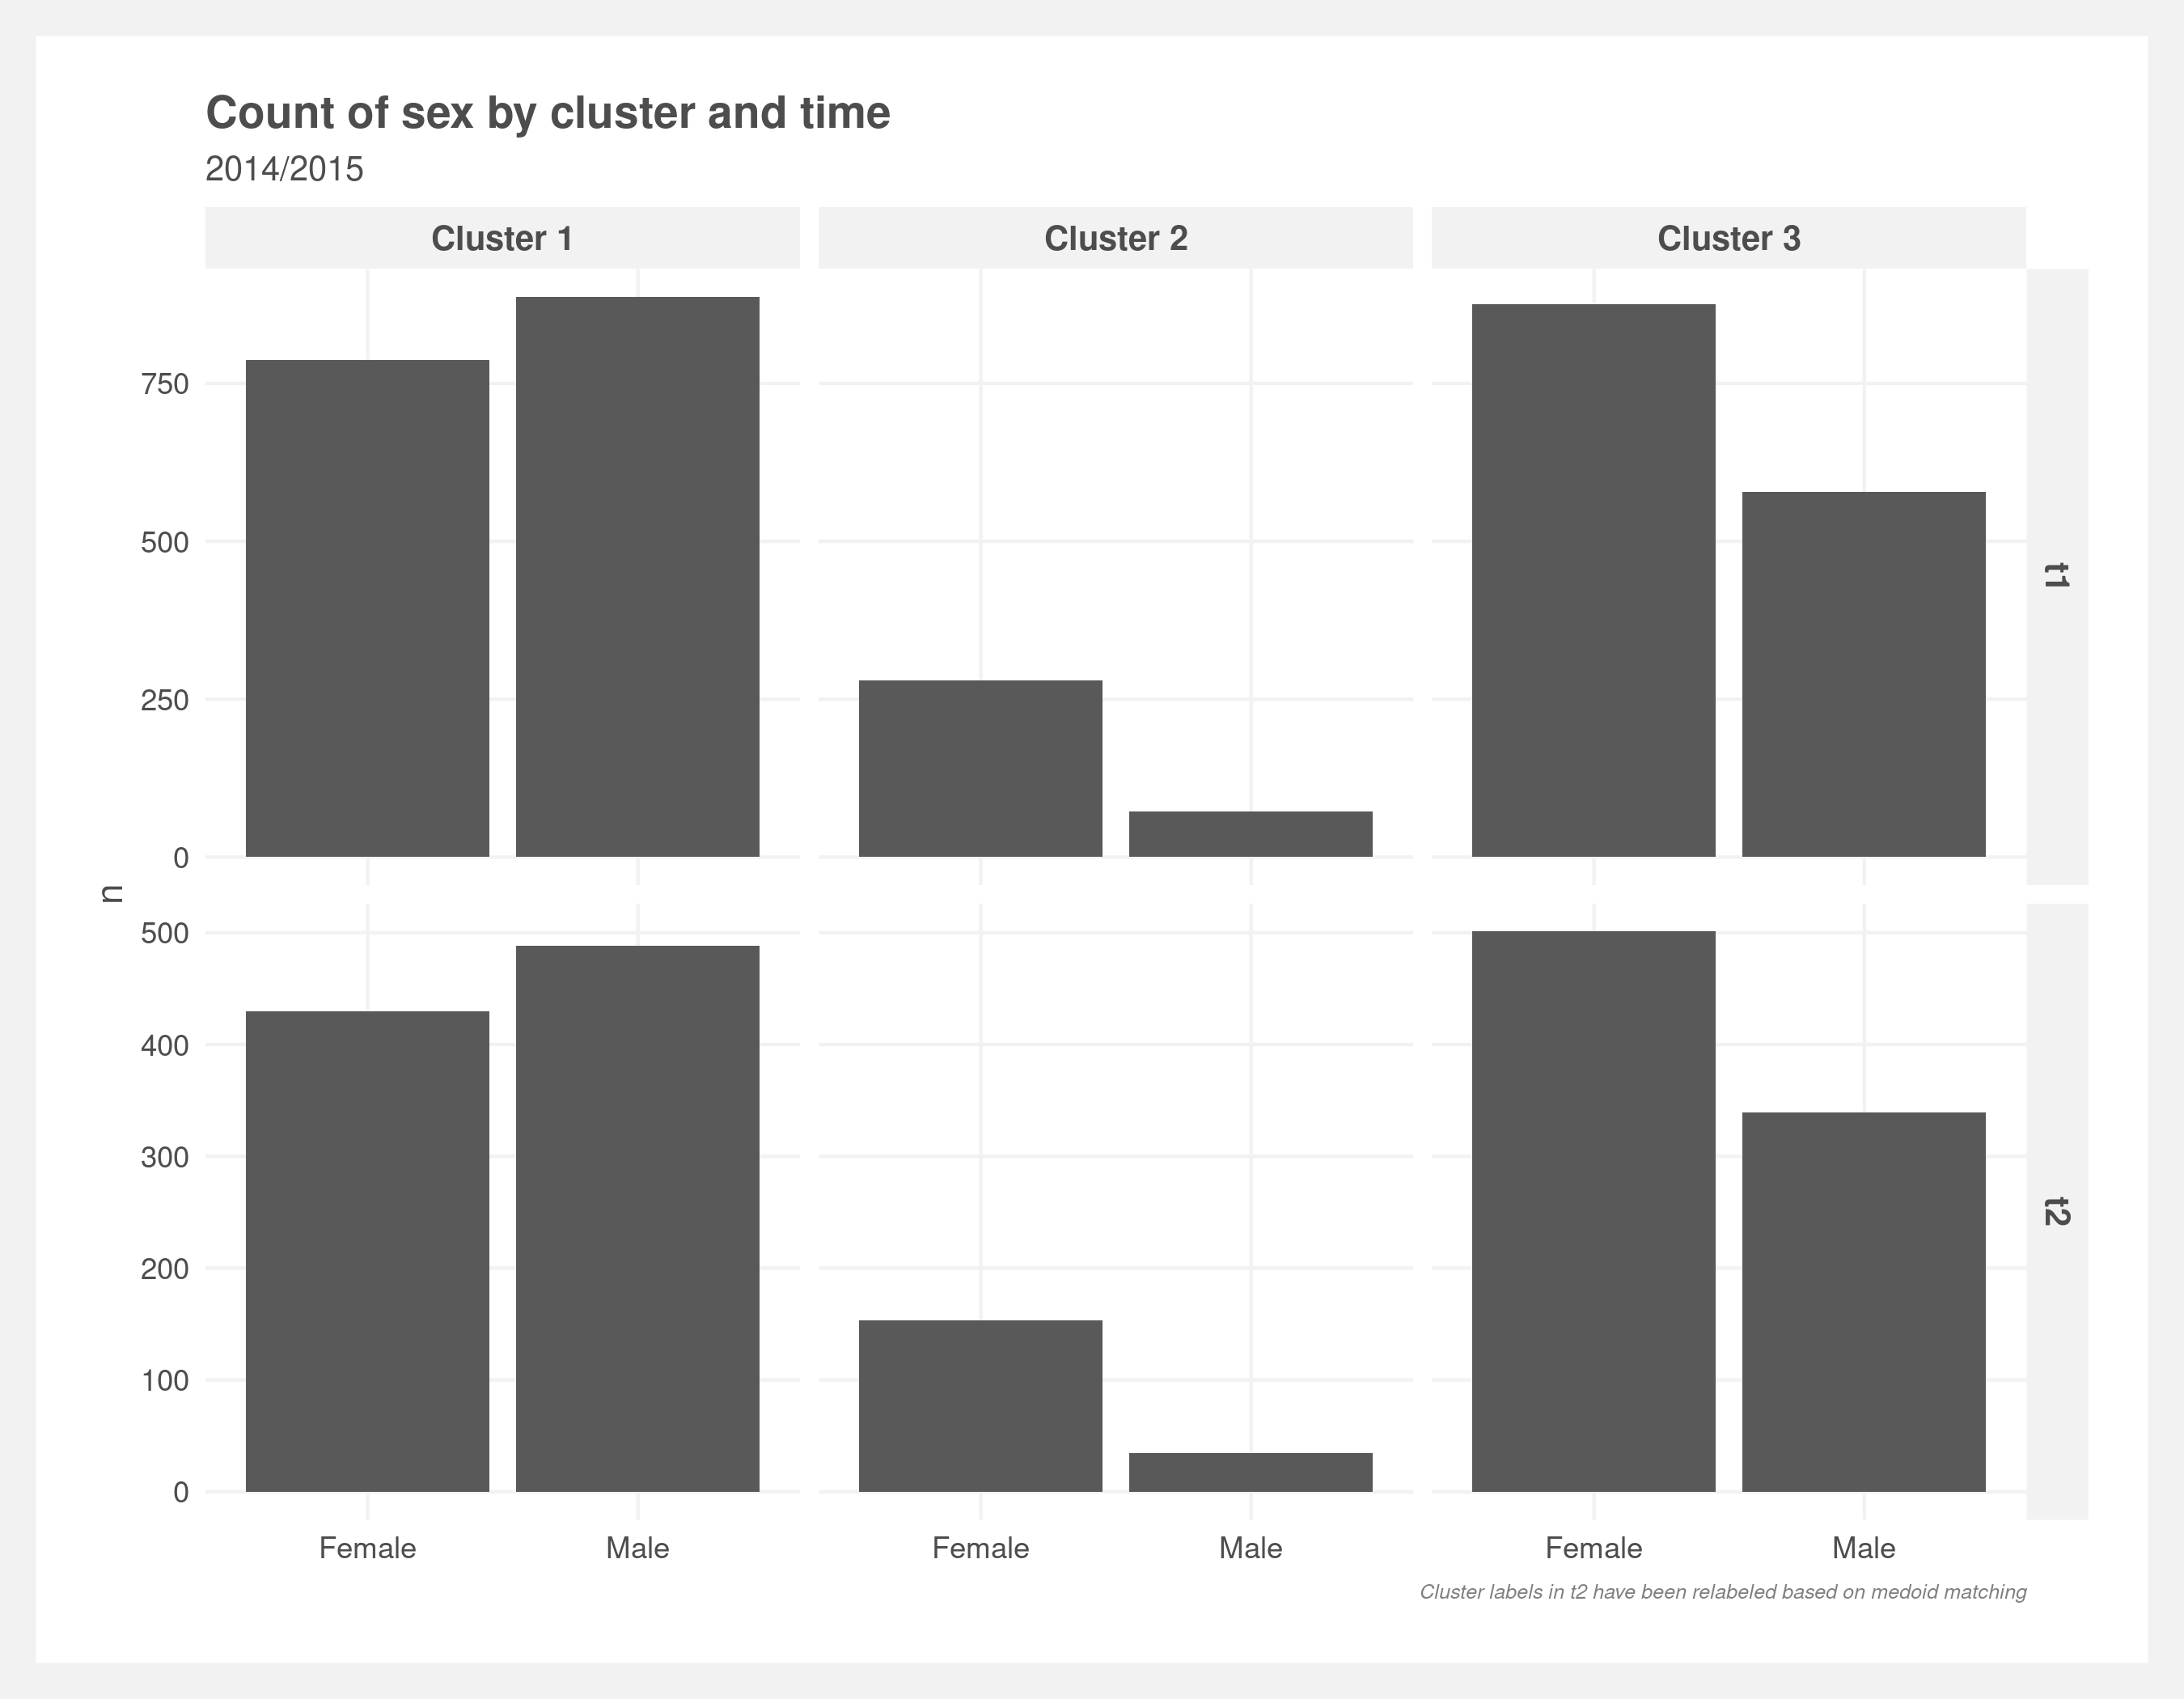 Count of sex by cluster and time
2014/2015
Cluster 1 Cluster 2 Cluster 3
750
500
250
0
t1
n
500
400
300
200
100
0
t2
Female Male Female Male Female Male
Cluster labels in t2 have been relabeled based on medoid matching